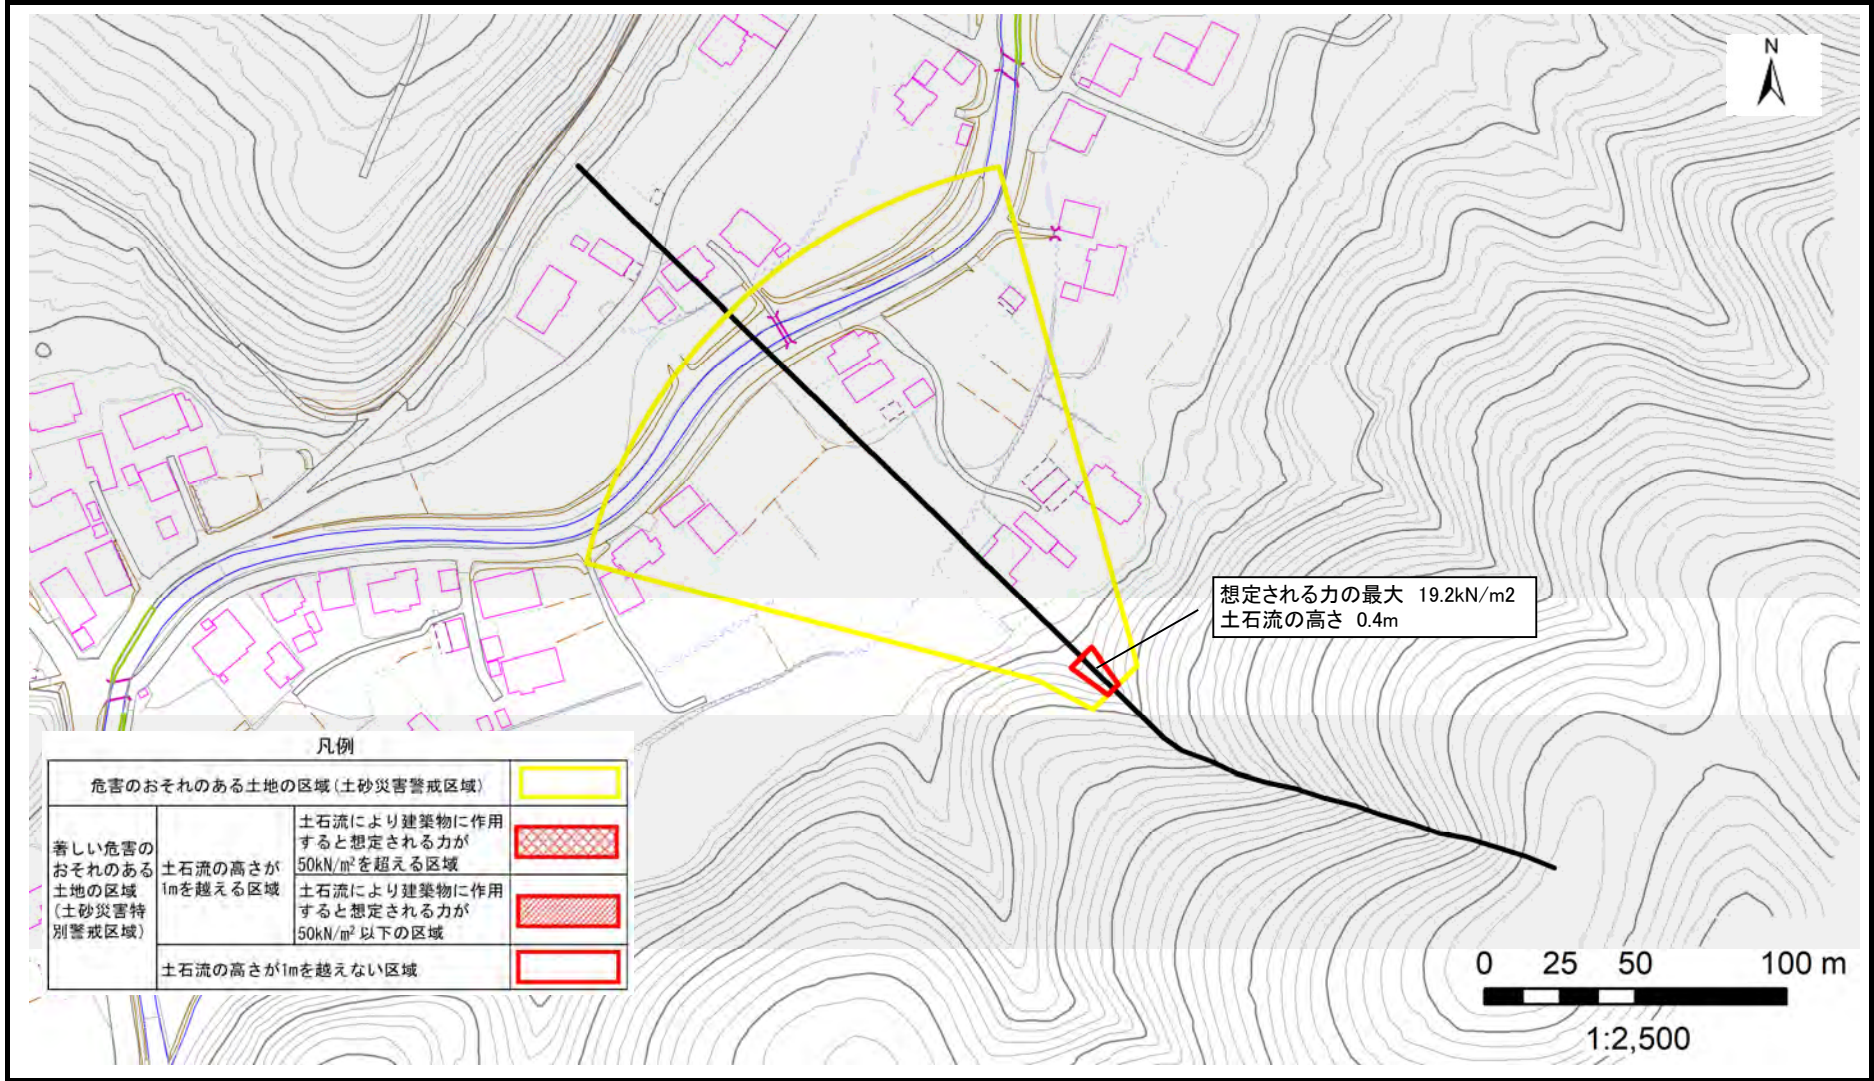 N
想定される力の最大 19.2kN/m2
土石流の高さ 0.4m
凡例
危害のおそれのある土地の区域(土砂災害警戒区域)
著しい危害の
おそれのある
土地の区域
(土砂災害特
別警戒区域)
土石流の高さが
1mを越える区域
土石流により建築物に作用
すると想定される力が
50kN/m²を超える区域
土石流により建築物に作用
すると想定される力が
50kN/m²以下の区域
土石流の高さが1mを越えない区域
0 25 50 100 m
1:2,500